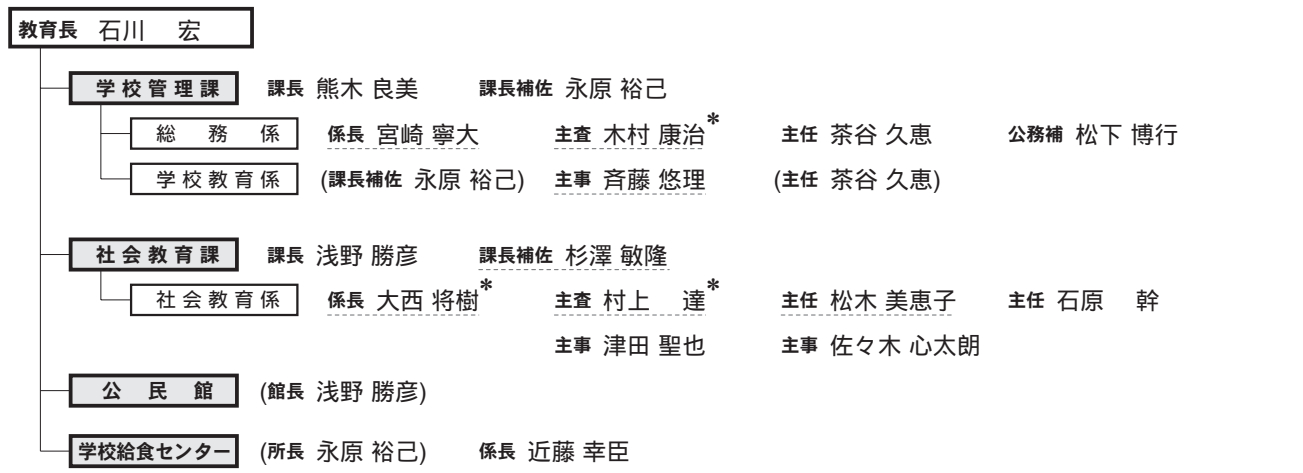 教育長 石川 宏
学校管理課 課長 熊木 良美 課長補佐 永原 裕己
総務係 係長 宮崎 寧大 主査 木村 康治* 主任 茶谷 久恵 公務補 松下 博行
学校教育係 (課長補佐 永原 裕己) 主事 斉藤 悠理 (主任 茶谷 久恵)
社会教育課 課長 浅野 勝彦 課長補佐 杉澤 敏隆
社会教育係 係長 大西 将樹* 主査 村上 達* 主任 松木 美恵子 主任 石原 幹
主事 津田 聖也 主事 佐々木 心太朗
公民館 (館長 浅野 勝彦)
学校給食センター (所長 永原 裕己) 係長 近藤 幸臣